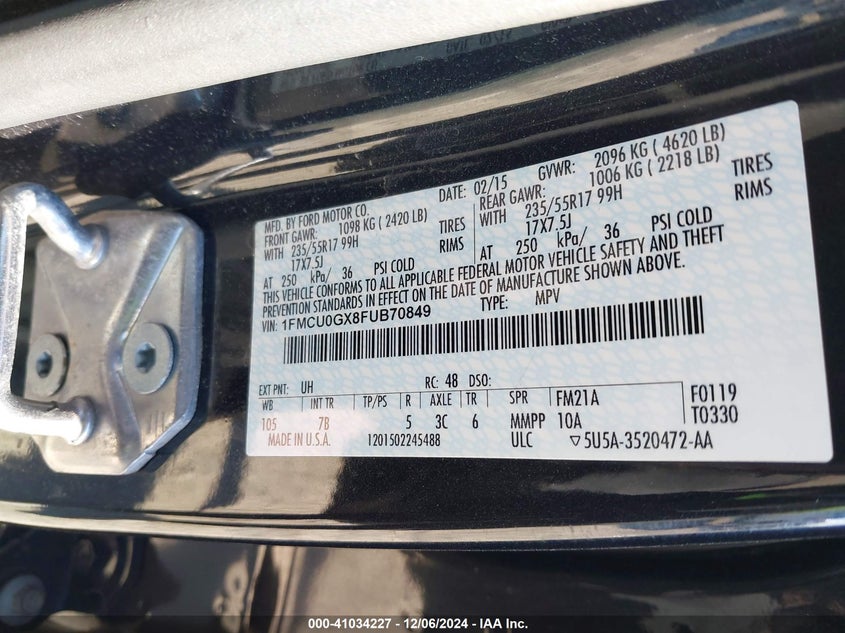 MFD. BY FORD MOTOR CO. DATE: 02/15 GVWR: 2096 KG ( 4620 LB)
FRONT GAWR: 1098 KG ( 2420 LB) REAR GAWR: 1006 KG ( 2218 LB)
WITH 235/55R17 99H TIRES WITH 235/55R17 99H TIRES
17X7.5J RIMS 17X7.5J RIMS
AT 250 kPa/ 36 PSI COLD AT 250 kPa/ 36 PSI COLD
THIS VEHICLE CONFORMS TO ALL APPLICABLE FEDERAL MOTOR VEHICLE SAFETY AND THEFT
PREVENTION STANDARDS IN EFFECT ON THE DATE OF MANUFACTURE SHOWN ABOVE.
VIN: 1FMCU0GX8FUB70849 TYPE: MPV
EXT PNT: UH RC: 48 DSO:
WB INT TR TP/PS R AXLE TR SPR FM21A F0119
105 7B 5 3C 6 MMPP 10A T0330
MADE IN U.S.A. 1201502245488 ULC ▽5U5A-3520472-AA
000-41034227 - 12/06/2024 - IAA Inc.